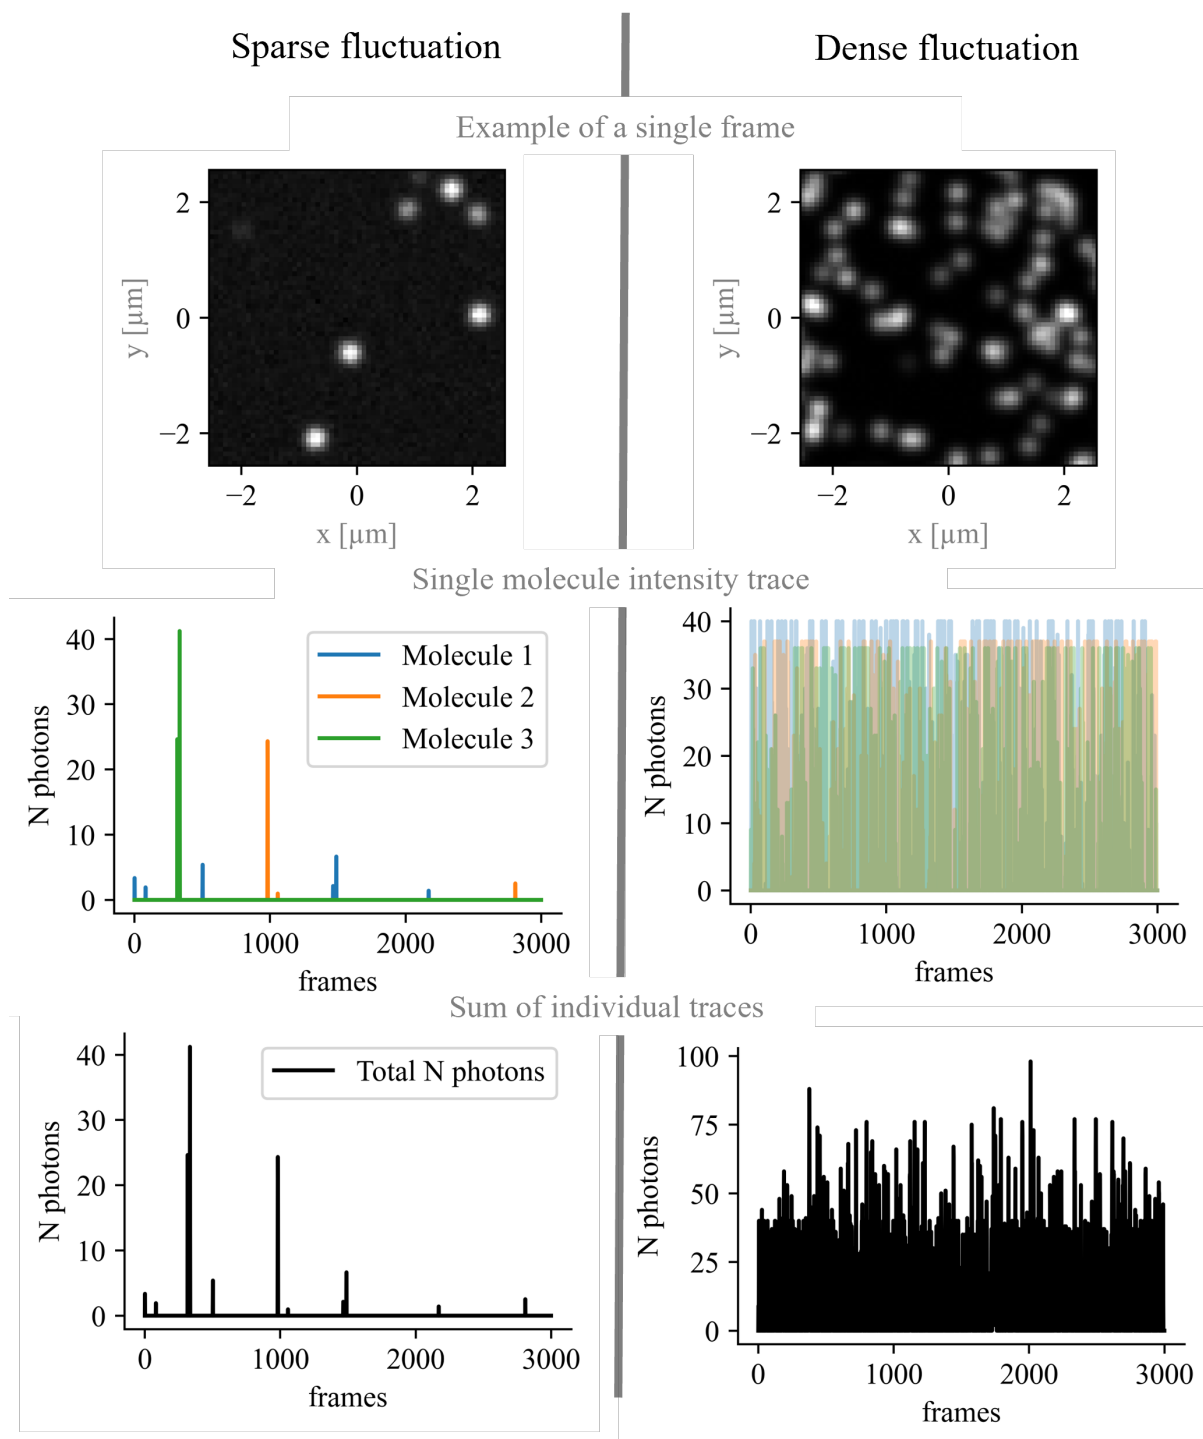 Sparse fluctuation
Dense fluctuation
Example of a single frame
2
0
−2
y [µm]
−2 0 2
x [µm]
2
0
−2
y [µm]
−2 0 2
x [µm]
Single molecule intensity trace
40
30
20
10
0
N photons
Molecule 1
Molecule 2
Molecule 3
0 1000 2000 3000
frames
40
30
20
10
0
N photons
0 1000 2000 3000
frames
Sum of individual traces
40
30
20
10
0
N photons
Total N photons
0 1000 2000 3000
frames
100
75
50
25
0
N photons
0 1000 2000 3000
frames